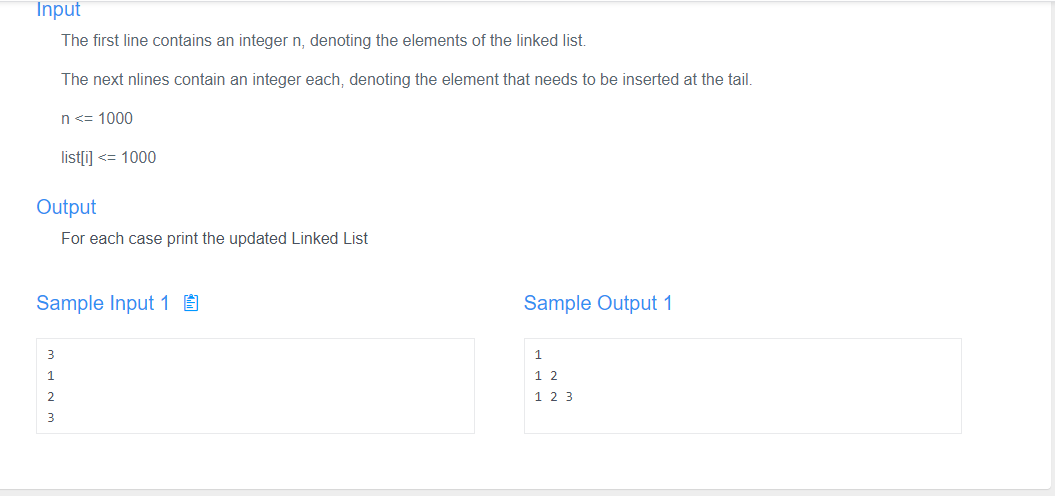 Input
The first line contains an integer n, denoting the elements of the linked list.
The next nlines contain an integer each, denoting the element that needs to be inserted at the tail.
n <= 1000
list[i] <= 1000
Output
For each case print the updated Linked List
Sample Input 1
3
1
2
3
Sample Output 1
1
1 2
1 2 3